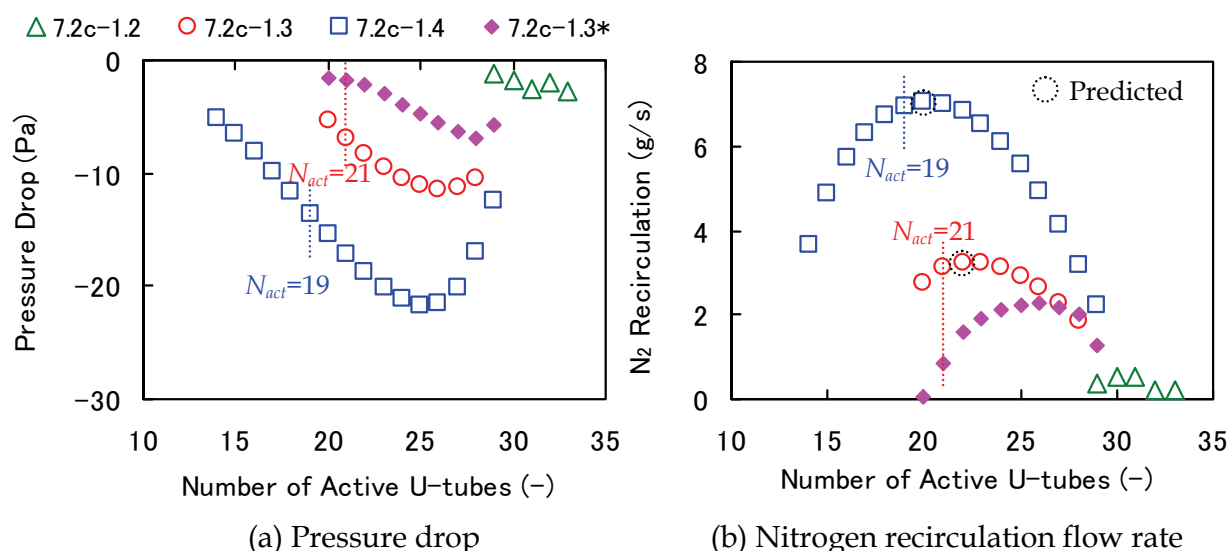 7.2c-1.2 7.2c-1.3 7.2c-1.4 7.2c-1.3*
Pressure Drop (Pa)
0
-10
-20
-30
10 15 20 25 30 35
Number of Active U-tubes (-)
N_act=21
N_act=19
(a) Pressure drop
N₂ Recirculation (g/s)
8
6
4
2
0
10 15 20 25 30 35
Number of Active U-tubes (-)
Predicted
N_act=19
N_act=21
(b) Nitrogen recirculation flow rate